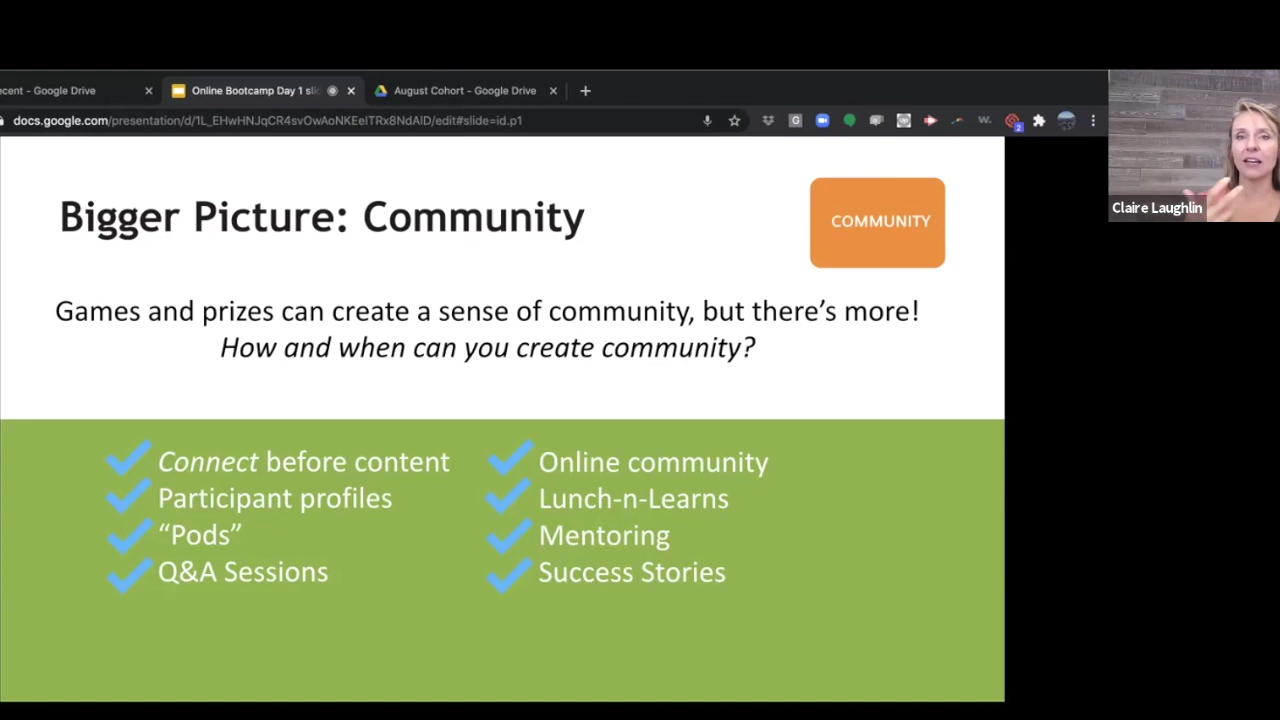 ecent - Google Drive
Online Bootcamp Day 1 slic
August Cohort - Google Drive
docs.google.com/presentation/d/1L_EHwHNJqCR4svOwAoNKEeITRx8NdAID/edit#slide=id.p1
G
W.
2
Claire Laughlin
Bigger Picture: Community
COMMUNITY
Games and prizes can create a sense of community, but there's more!
How and when can you create community?
Connect before content
Participant profiles
“Pods”
Q&A Sessions
Online community
Lunch-n-Learns
Mentoring
Success Stories